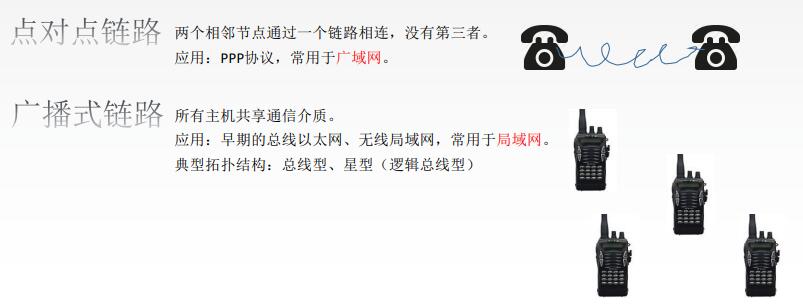 点对点链路
两个相邻节点通过一个链路相连，没有第三者。
应用：PPP协议，常用于广域网。
广播式链路
所有主机共享通信介质。
应用：早期的总线以太网、无线局域网，常用于局域网。
典型拓扑结构：总线型、星型（逻辑总线型）